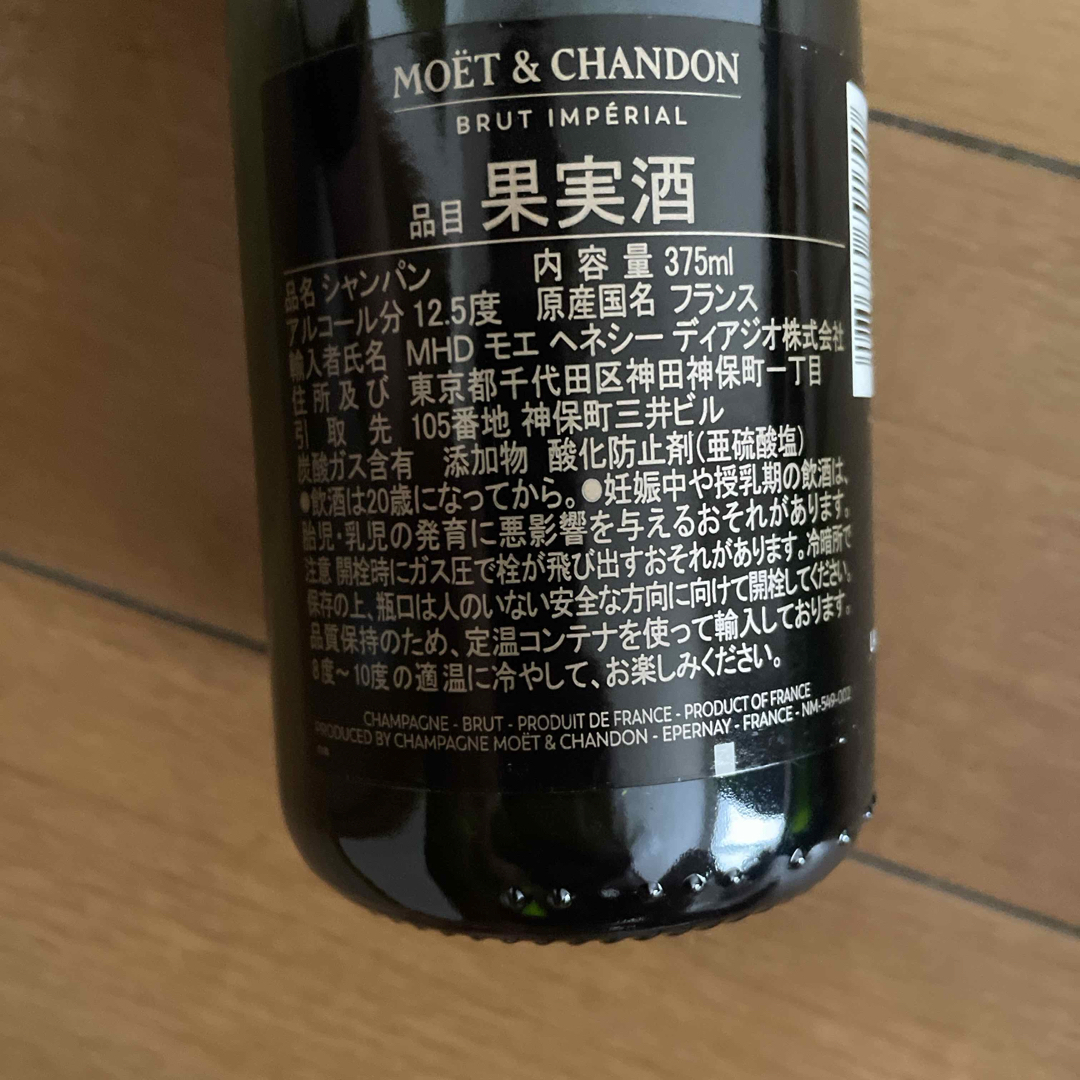 MOËT & CHANDON
BRUT IMPÉRIAL
品目 果実酒
品名 シャンパン 内容量 375ml
アルコール分 12.5度 原産国名 フランス
輸入者氏名 MHD モエ ヘネシー ディアジオ株式会社
住所及び 東京都千代田区神田神保町一丁目
引取先 105番地 神保町三井ビル
炭酸ガス含有 添加物 酸化防止剤(亜硫酸塩)
●飲酒は20歳になってから。●妊娠中や授乳期の飲酒は、
胎児・乳児の発育に悪影響を与えるおそれがあります。
注意 開栓時にガス圧で栓が飛び出すおそれがあります。冷暗所で
保存の上、瓶口は人のいない安全な方向に向けて開栓してください。
品質保持のため、定温コンテナを使って輸入しております。
8度～10度の適温に冷やして、お楽しみください。
CHAMPAGNE - BRUT - PRODUIT DE FRANCE - PRODUCT OF FRANCE
PRODUCED BY CHAMPAGNE MOËT & CHANDON - EPERNAY - FRANCE - NM-549-002